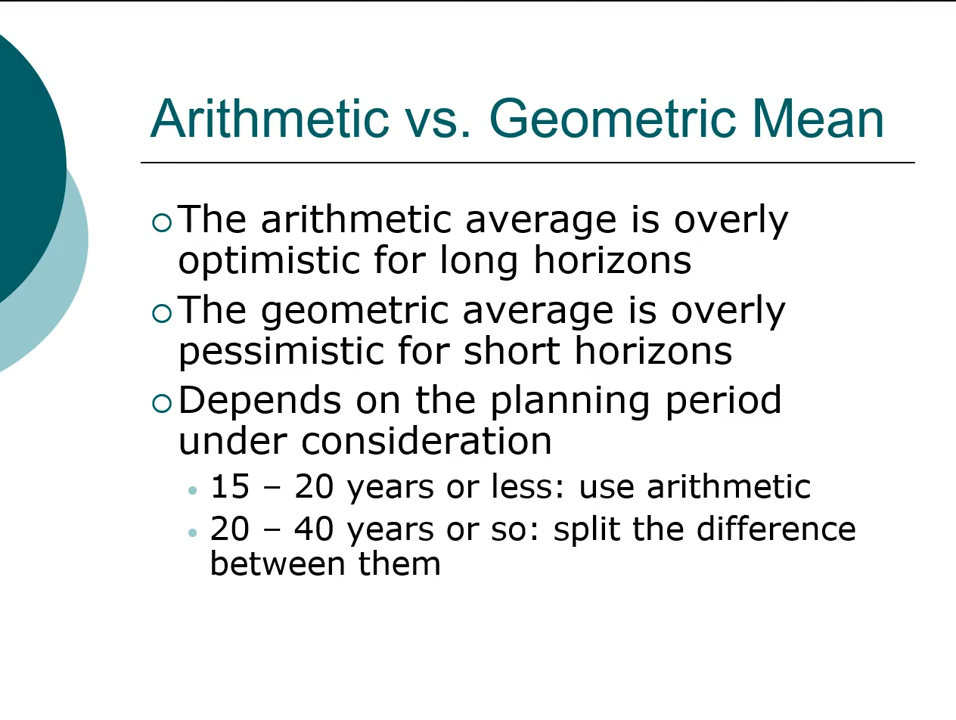 Arithmetic vs. Geometric Mean
The arithmetic average is overly
optimistic for long horizons
The geometric average is overly
pessimistic for short horizons
Depends on the planning period
under consideration
15 – 20 years or less: use arithmetic
20 – 40 years or so: split the difference
between them